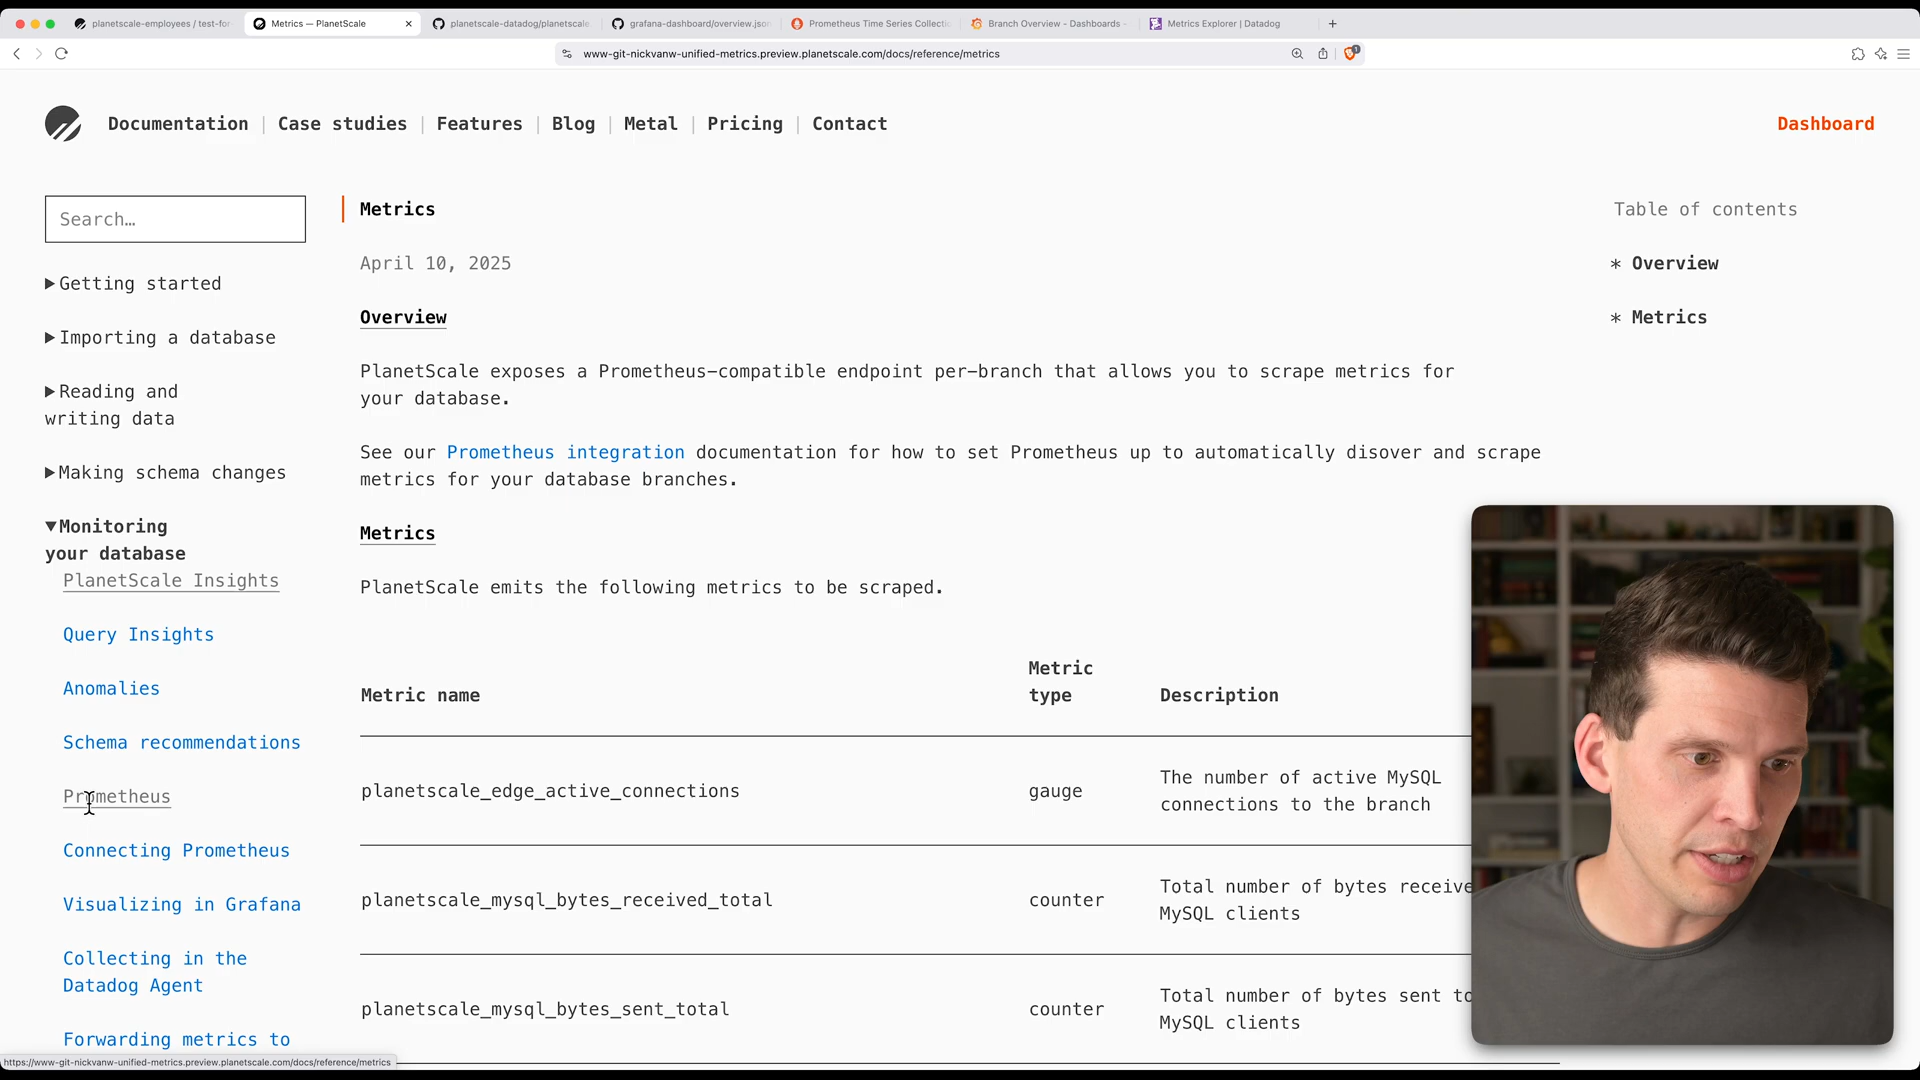 planetscale-employees / test-for
Metrics — PlanetScale
planetscale-datadog/planetscale
grafana-dashboard/overview.json
Prometheus Time Series Collecti
Branch Overview - Dashboards -
Metrics Explorer | Datadog
www-git-nickvanw-unified-metrics.preview.planetscale.com/docs/reference/metrics
1
Documentation | Case studies | Features | Blog | Metal | Pricing | Contact
Dashboard
Search…
Getting started
Importing a database
Reading and
writing data
Making schema changes
Monitoring
your database
PlanetScale Insights
Query Insights
Anomalies
Schema recommendations
Prometheus
Connecting Prometheus
Visualizing in Grafana
Collecting in the
Datadog Agent
Forwarding metrics to
Metrics
April 10, 2025
Overview
PlanetScale exposes a Prometheus-compatible endpoint per-branch that allows you to scrape metrics for
your database.
See our Prometheus integration documentation for how to set Prometheus up to automatically disover and scrape
metrics for your database branches.
Metrics
PlanetScale emits the following metrics to be scraped.
Metric name
Metric
type
Description
planetscale_edge_active_connections
gauge
The number of active MySQL
connections to the branch
planetscale_mysql_bytes_received_total
counter
Total number of bytes receive
MySQL clients
planetscale_mysql_bytes_sent_total
counter
Total number of bytes sent to
MySQL clients
Table of contents
* Overview
* Metrics
https://www-git-nickvanw-unified-metrics.preview.planetscale.com/docs/reference/metrics